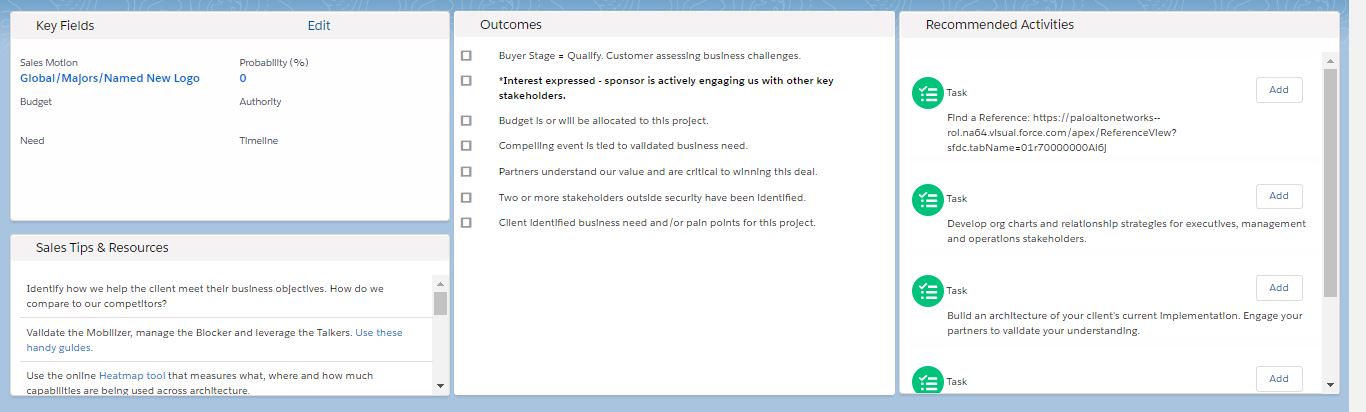 Key Fields
Edit
Sales Motion
Probability (%)
Global/Majors/Named New Logo
0
Budget
Authority
Need
Timeline
Sales Tips & Resources
Identify how we help the client meet their business objectives. How do we
compare to our competitors?
Validate the Mobilizer, manage the Blocker and leverage the Talkers. Use these
handy guides.
Use the online Heatmap tool that measures what, where and how much
capabilities are being used across architecture.
Outcomes
Buyer Stage = Qualify. Customer assessing business challenges.
*Interest expressed - sponsor is actively engaging us with other key
stakeholders.
Budget is or will be allocated to this project.
Compelling event is tied to validated business need.
Partners understand our value and are critical to winning this deal.
Two or more stakeholders outside security have been identified.
Client identified business need and/or pain points for this project.
Recommended Activities
Task
Add
Find a Reference: https://paloaltonetworks--
rol.na64.visual.force.com/apex/ReferenceView?
sfdc.tabName=01r70000000Al6j
Task
Add
Develop org charts and relationship strategies for executives, management
and operations stakeholders.
Task
Add
Build an architecture of your client's current implementation. Engage your
partners to validate your understanding.
Task
Add